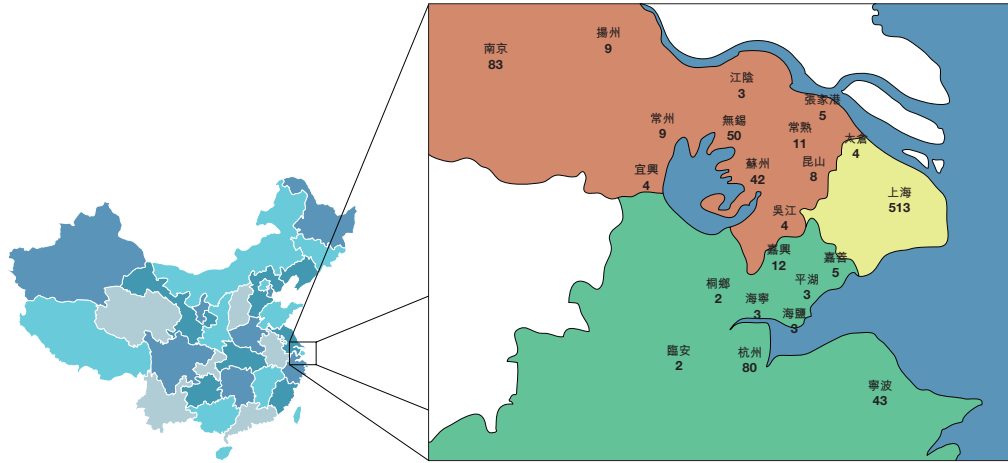 揚州
9
南京
83
江陰
3
張家港
5
常州
9
無錫
50
常熟
11
太倉
4
宜興
4
蘇州
42
昆山
8
上海
513
吳江
4
嘉興
12
嘉善
5
桐鄉
2
平湖
3
海寧
3
海鹽
3
臨安
2
杭州
80
寧波
43